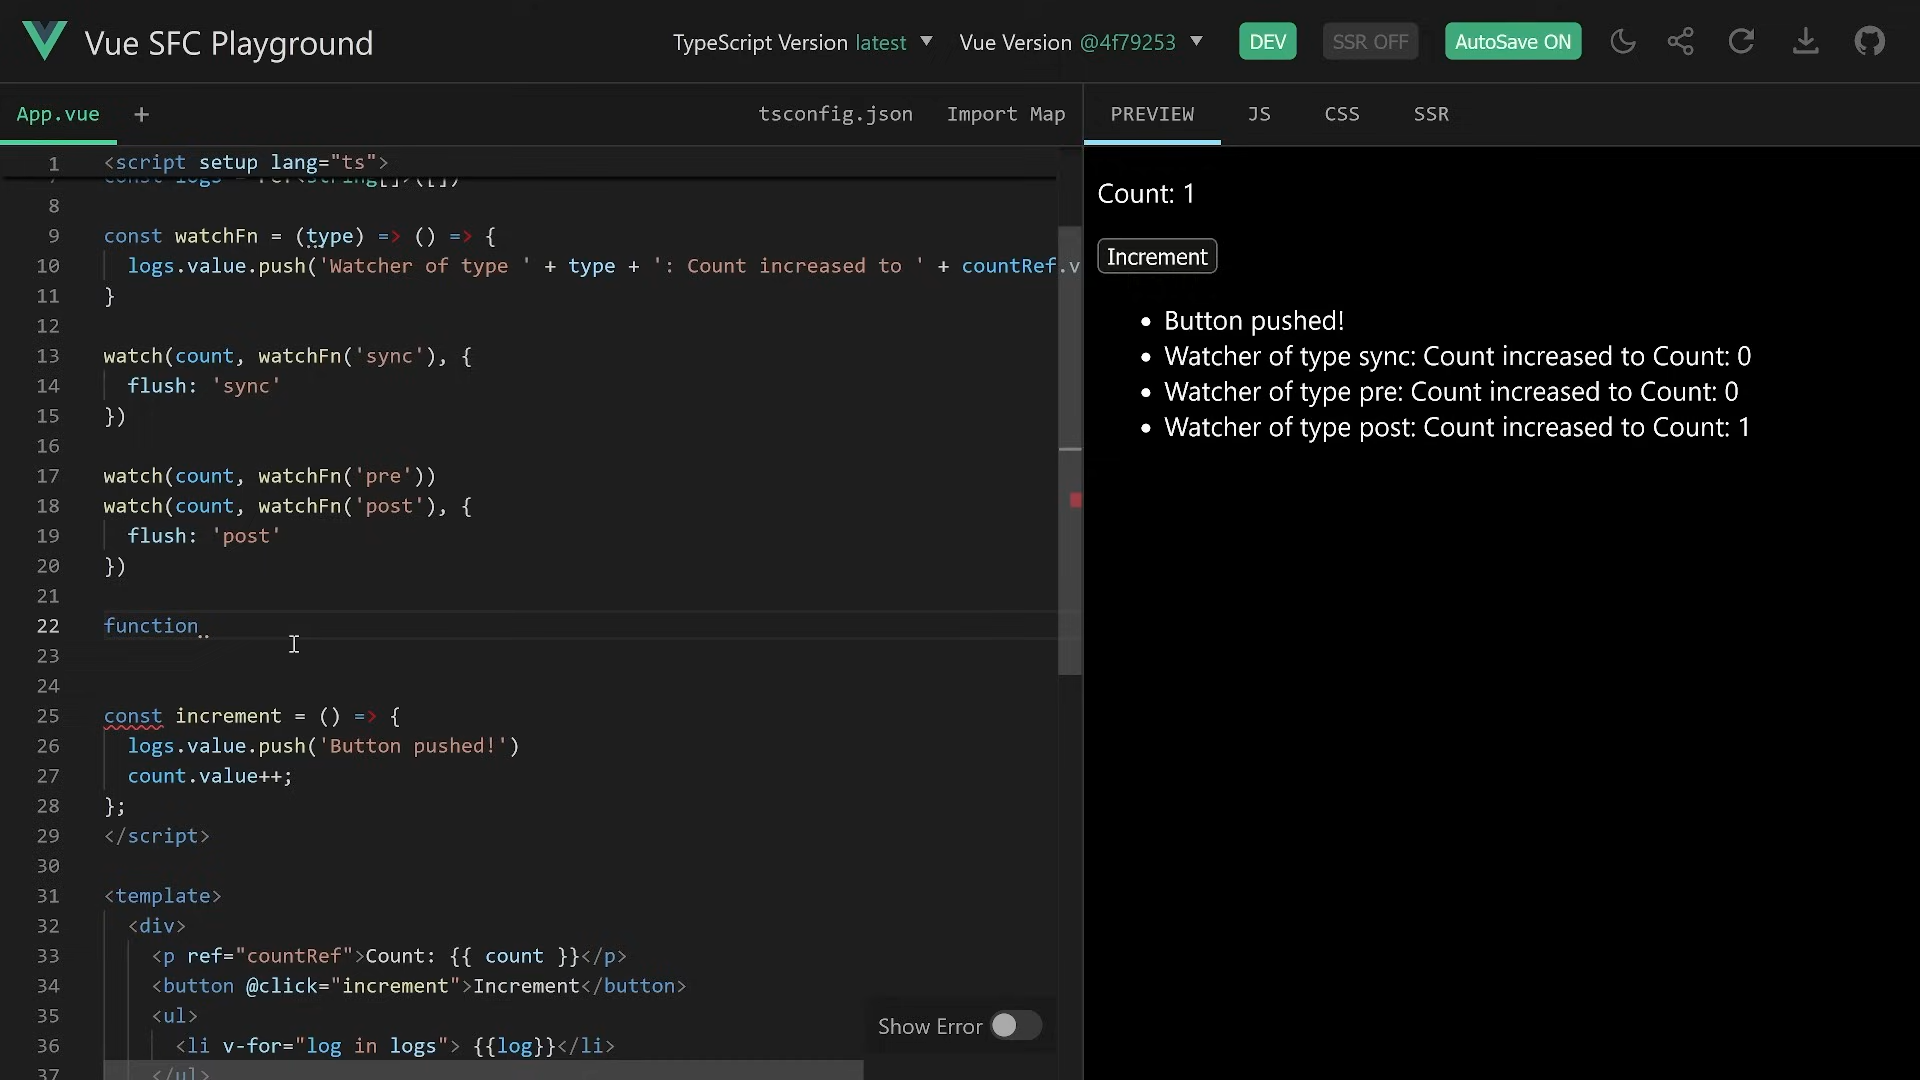 Vue SFC Playground
TypeScript Version latest
Vue Version @4f79253
DEV
SSR OFF
AutoSave ON
App.vue +
tsconfig.json
Import Map
PREVIEW
JS
CSS
SSR
1 <script setup lang="ts">
const logs = ref<string[]>([])
8
9 const watchFn = (type) => () => {
10 logs.value.push('Watcher of type ' + type + ': Count increased to ' + countRef.v
11 }
12
13 watch(count, watchFn('sync'), {
14 flush: 'sync'
15 })
16
17 watch(count, watchFn('pre'))
18 watch(count, watchFn('post'), {
19 flush: 'post'
20 })
21
22 function
23
24
25 const increment = () => {
26 logs.value.push('Button pushed!')
27 count.value++;
28 };
29 </script>
30
31 <template>
32 <div>
33 <p ref="countRef">Count: {{ count }}</p>
34 <button @click="increment">Increment</button>
35 <ul>
36 <li v-for="log in logs"> {{log}}</li>
37 </ul>
Show Error
Count: 1
Increment
• Button pushed!
• Watcher of type sync: Count increased to Count: 0
• Watcher of type pre: Count increased to Count: 0
• Watcher of type post: Count increased to Count: 1